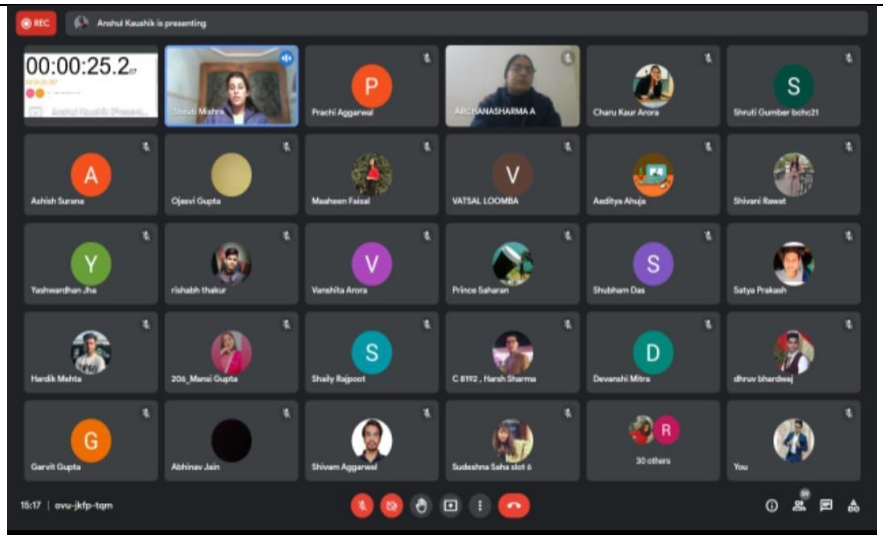 REC Anshul Kaushik is presenting
00:00:25.2
Shruti Mishra
Prachi Aggarwal
ARCHANASHARMA A
Charu Kaur Arora
S
Shruti Gumber bchc21
P
A
Ashish Surana
Ojasvi Gupta
Maaheen Faisal
V
VATSAL LOOMBA
Aaditya Ahuja
Shivani Rawat
Y
Yashwardhan Jha
rishabh thakur
V
Vanshita Arora
Prince Saharan
S
Shubham Das
Satya Prakash
Hardik Mehta
206_Mansi Gupta
S
Shaily Rajpoot
C 8192 , Harsh Sharma
D
Devanshi Mitra
dhruv bhardwaj
G
Garvit Gupta
Abhinav Jain
Shivam Aggarwal
Sudeshna Saha slot 6
R
30 others
You
15:17 | ovu-jkfp-tqm